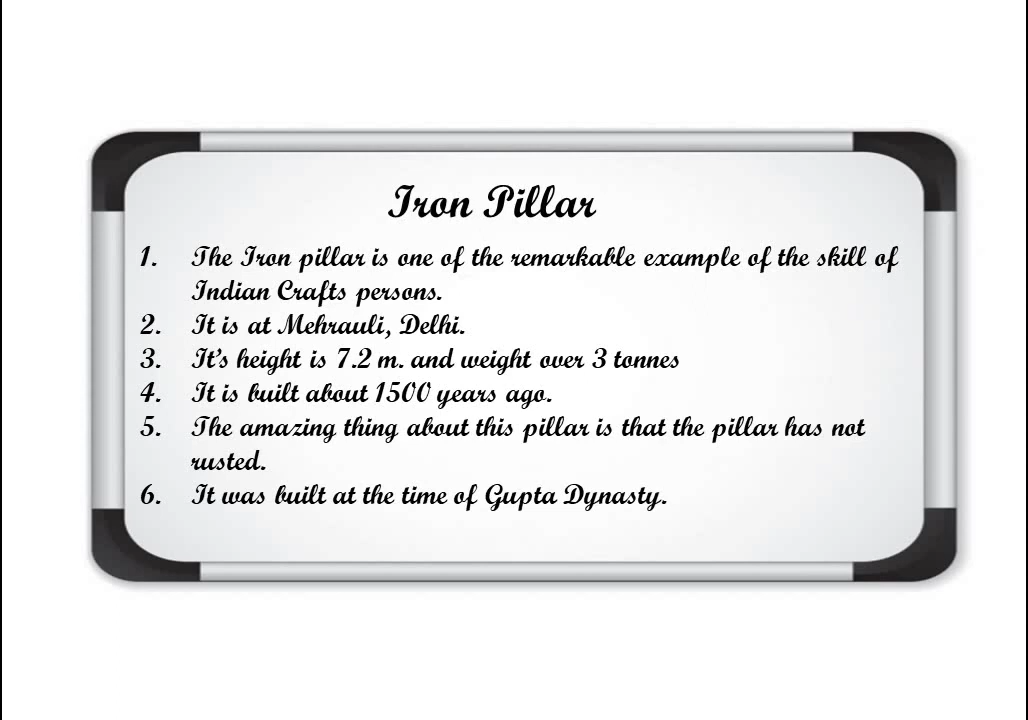 Iron Pillar
1. The Iron pillar is one of the remarkable example of the skill of
Indian Crafts persons.
2. It is at Mehrauli, Delhi.
3. It's height is 7.2 m. and weight over 3 tonnes
4. It is built about 1500 years ago.
5. The amazing thing about this pillar is that the pillar has not
rusted.
6. It was built at the time of Gupta Dynasty.